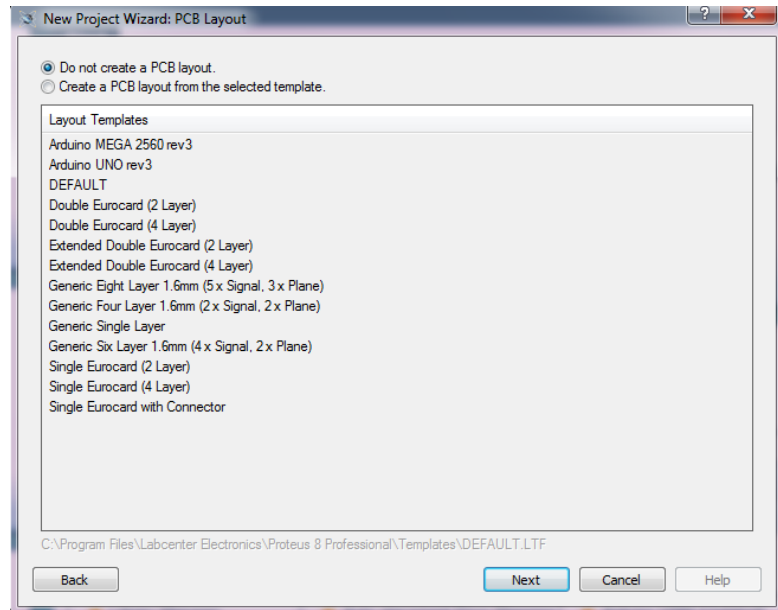 New Project Wizard: PCB Layout
?
X
Do not create a PCB layout.
Create a PCB layout from the selected template.
Layout Templates
Arduino MEGA 2560 rev3
Arduino UNO rev3
DEFAULT
Double Eurocard (2 Layer)
Double Eurocard (4 Layer)
Extended Double Eurocard (2 Layer)
Extended Double Eurocard (4 Layer)
Generic Eight Layer 1.6mm (5 x Signal, 3 x Plane)
Generic Four Layer 1.6mm (2 x Signal, 2 x Plane)
Generic Single Layer
Generic Six Layer 1.6mm (4 x Signal, 2 x Plane)
Single Eurocard (2 Layer)
Single Eurocard (4 Layer)
Single Eurocard with Connector
C:\Program Files\Labcenter Electronics\Proteus 8 Professional\Templates\DEFAULT.LTF
Back Next Cancel Help